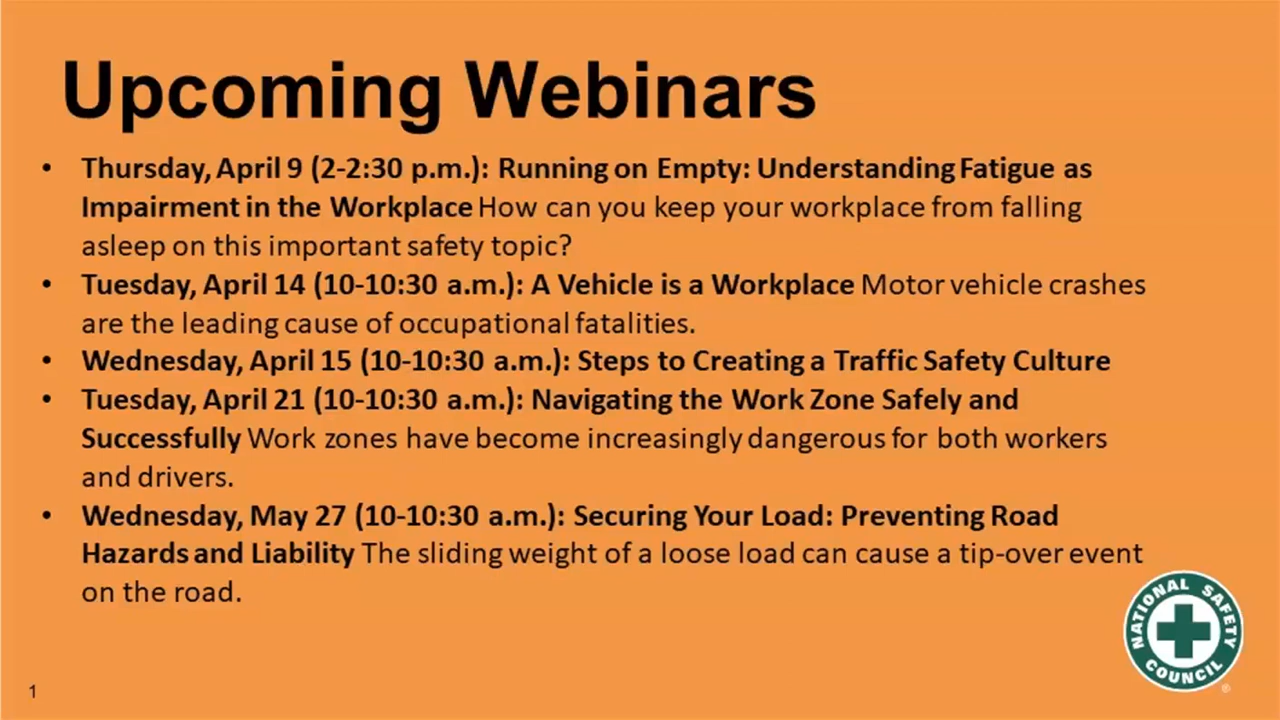 Upcoming Webinars
• Thursday, April 9 (2-2:30 p.m.): Running on Empty: Understanding Fatigue as
Impairment in the Workplace How can you keep your workplace from falling
asleep on this important safety topic?
• Tuesday, April 14 (10-10:30 a.m.): A Vehicle is a Workplace Motor vehicle crashes
are the leading cause of occupational fatalities.
• Wednesday, April 15 (10-10:30 a.m.): Steps to Creating a Traffic Safety Culture
• Tuesday, April 21 (10-10:30 a.m.): Navigating the Work Zone Safely and
Successfully Work zones have become increasingly dangerous for both workers
and drivers.
• Wednesday, May 27 (10-10:30 a.m.): Securing Your Load: Preventing Road
Hazards and Liability The sliding weight of a loose load can cause a tip-over event
on the road.
NATIONAL SAFETY
COUNCIL
®
1